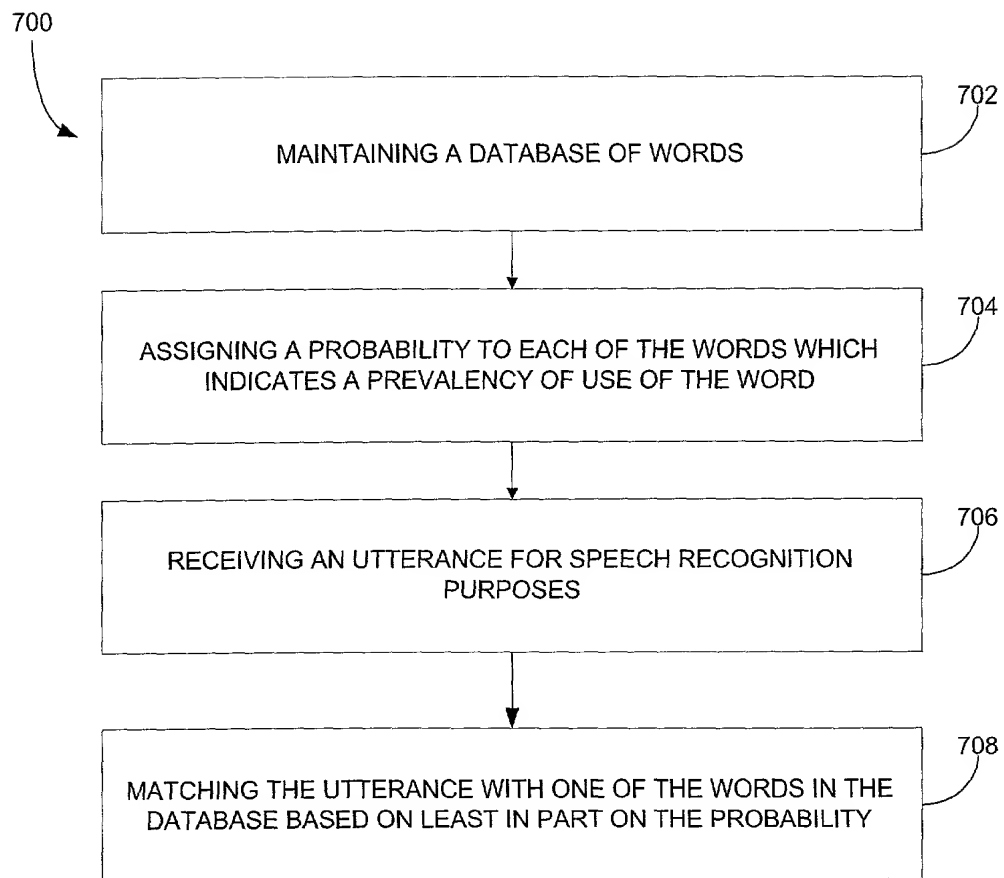 700
702
MAINTAINING A DATABASE OF WORDS
704
ASSIGNING A PROBABILITY TO EACH OF THE WORDS WHICH
INDICATES A PREVALENCY OF USE OF THE WORD
706
RECEIVING AN UTTERANCE FOR SPEECH RECOGNITION
PURPOSES
708
MATCHING THE UTTERANCE WITH ONE OF THE WORDS IN THE
DATABASE BASED ON LEAST IN PART ON THE PROBABILITY